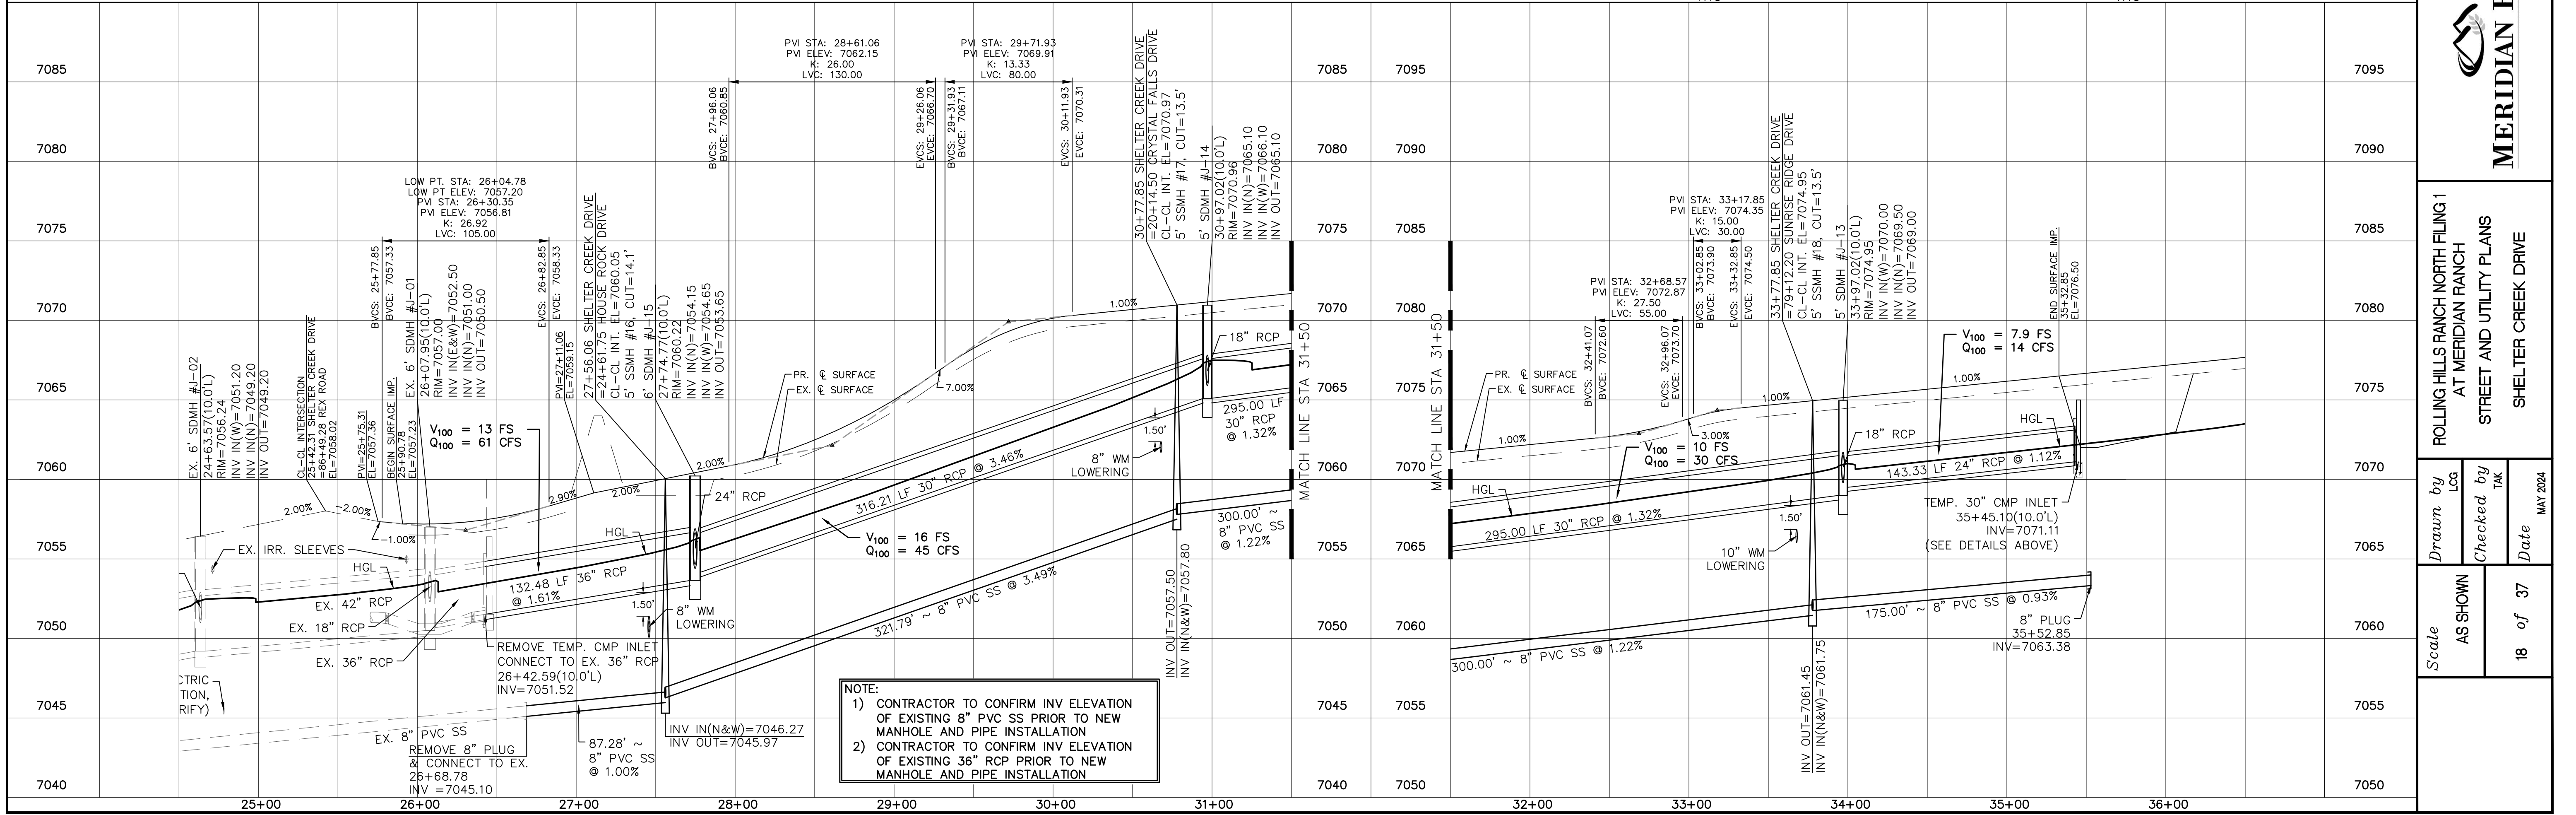 7085
7080
7075
7070
7065
7060
7055
7050
7045
7040
EX. 6' SDMH #J-02
24+63.57(10.0'L)
RIM=7056.24
INV IN(W)=7051.20
INV IN(N)=7049.20
INV OUT=7049.20
CL-CL INTERSECTION
25+42.31 SHELTER CREEK DRIVE
=86+49.28 REX ROAD
EL=7058.02
PVI=25+75.31
EL=7057.36
BEGIN SURFACE IMP.
25+90.78
EL=7057.23
LOW PT. STA: 26+04.78
LOW PT ELEV: 7057.20
PVI STA: 26+30.35
PVI ELEV: 7056.81
K: 26.92
LVC: 105.00
BVCS: 25+77.85
BVCE: 7057.33
EX. 6' SDMH #J-01
26+07.95(10.0'L)
RIM=7057.00
INV IN(E&W)=7052.50
INV IN(N)=7051.00
INV OUT=7050.50
EVCS: 26+82.85
EVCE: 7058.33
PVI=27+11.06
EL=7059.15
27+56.06 SHELTER CREEK DRIVE
=24+61.75 HOUSE ROCK DRIVE
CL-CL INT. EL=7060.05
5' SSMH #16, CUT=14.1'
6' SDMH #J-15
27+74.77(10.0'L)
RIM=7060.22
INV IN(N)=7054.15
INV IN(W)=7054.65
INV OUT=7053.65
PVI STA: 28+61.06
PVI ELEV: 7062.15
K: 26.00
LVC: 130.00
BVCS: 27+96.06
BVCE: 7060.85
EVCS: 29+26.06
EVCE: 7066.70
PVI STA: 29+71.93
PVI ELEV: 7069.91
K: 13.33
LVC: 80.00
BVCS: 29+31.93
BVCE: 7067.11
EVCS: 30+11.93
EVCE: 7070.31
30+77.85 SHELTER CREEK DRIVE
=20+14.50 CRYSTAL FALLS DRIVE
CL-CL INT. EL=7070.97
5' SSMH #17, CUT=13.5'
5' SDMH #J-14
30+97.02(10.0'L)
RIM=7070.96
INV IN(N)=7065.10
INV IN(W)=7066.10
INV OUT=7065.10
V100 = 13 FS
Q100 = 61 CFS
2.00%
-2.00%
-1.00%
2.90%
2.00%
2.00%
7.00%
1.00%
PR. ℄ SURFACE
EX. ℄ SURFACE
EX. IRR. SLEEVES
HGL
EX. 42" RCP
EX. 18" RCP
EX. 36" RCP
132.48 LF 36" RCP
@ 1.61%
HGL
24" RCP
316.21 LF 30" RCP @ 3.46%
V100 = 16 FS
Q100 = 45 CFS
1.50'
8" WM
LOWERING
321.79' ~ 8" PVC SS @ 3.49%
1.50'
8" WM
LOWERING
18" RCP
295.00 LF
30" RCP
@ 1.32%
300.00' ~
8" PVC SS
@ 1.22%
INV OUT=7057.50
INV IN(N&W)=7057.80
REMOVE TEMP. CMP INLET
CONNECT TO EX. 36" RCP
26+42.59(10.0'L)
INV=7051.52
CTRIC
TION,
RIFY)
EX. 8" PVC SS
REMOVE 8" PLUG
& CONNECT TO EX.
26+68.78
INV =7045.10
87.28' ~
8" PVC SS
@ 1.00%
INV IN(N&W)=7046.27
INV OUT=7045.97
NOTE:
1) CONTRACTOR TO CONFIRM INV ELEVATION
OF EXISTING 8" PVC SS PRIOR TO NEW
MANHOLE AND PIPE INSTALLATION
2) CONTRACTOR TO CONFIRM INV ELEVATION
OF EXISTING 36" RCP PRIOR TO NEW
MANHOLE AND PIPE INSTALLATION
25+00
26+00
27+00
28+00
29+00
30+00
31+00
7085
7080
7075
7070
7065
7060
7055
7050
7045
7040
MATCH LINE STA 31+50
7095
7090
7085
7080
7075
7070
7065
7060
7055
7050
MATCH LINE STA 31+50
PR. ℄ SURFACE
EX. ℄ SURFACE
1.00%
PVI STA: 32+68.57
PVI ELEV: 7072.87
K: 27.50
LVC: 55.00
BVCS: 32+41.07
BVCE: 7072.60
EVCS: 32+96.07
EVCE: 7073.70
PVI STA: 33+17.85
PVI ELEV: 7074.35
K: 15.00
LVC: 30.00
BVCS: 33+02.85
BVCE: 7073.90
EVCS: 33+32.85
EVCE: 7074.50
33+77.85 SHELTER CREEK DRIVE
=79+12.20 SUNRISE RIDGE DRIVE
CL-CL INT. EL=7074.95
5' SSMH #18, CUT=13.5'
5' SDMH #J-13
33+97.02(10.0'L)
RIM=7074.95
INV IN(W)=7070.00
INV IN(N)=7069.50
INV OUT=7069.00
END SURFACE IMP.
35+32.85
EL=7076.50
V100 = 7.9 FS
Q100 = 14 CFS
3.00%
1.00%
1.00%
V100 = 10 FS
Q100 = 30 CFS
HGL
295.00 LF 30" RCP @ 1.32%
18" RCP
HGL
143.33 LF 24" RCP @ 1.12%
1.50'
10" WM
LOWERING
TEMP. 30" CMP INLET
35+45.10(10.0'L)
INV=7071.11
(SEE DETAILS ABOVE)
300.00' ~ 8" PVC SS @ 1.22%
175.00' ~ 8" PVC SS @ 0.93%
8" PLUG
35+52.85
INV=7063.38
INV OUT=7061.45
INV IN(N&W)=7061.75
32+00
33+00
34+00
35+00
36+00
7095
7090
7085
7080
7075
7070
7065
7060
7055
7050
MERIDIAN
ROLLING HILLS RANCH NORTH FILING 1
AT MERIDIAN RANCH
STREET AND UTILITY PLANS
SHELTER CREEK DRIVE
Drawn by
LCG
Checked by
TAK
Date
MAY 2024
Scale
AS SHOWN
18 of 37